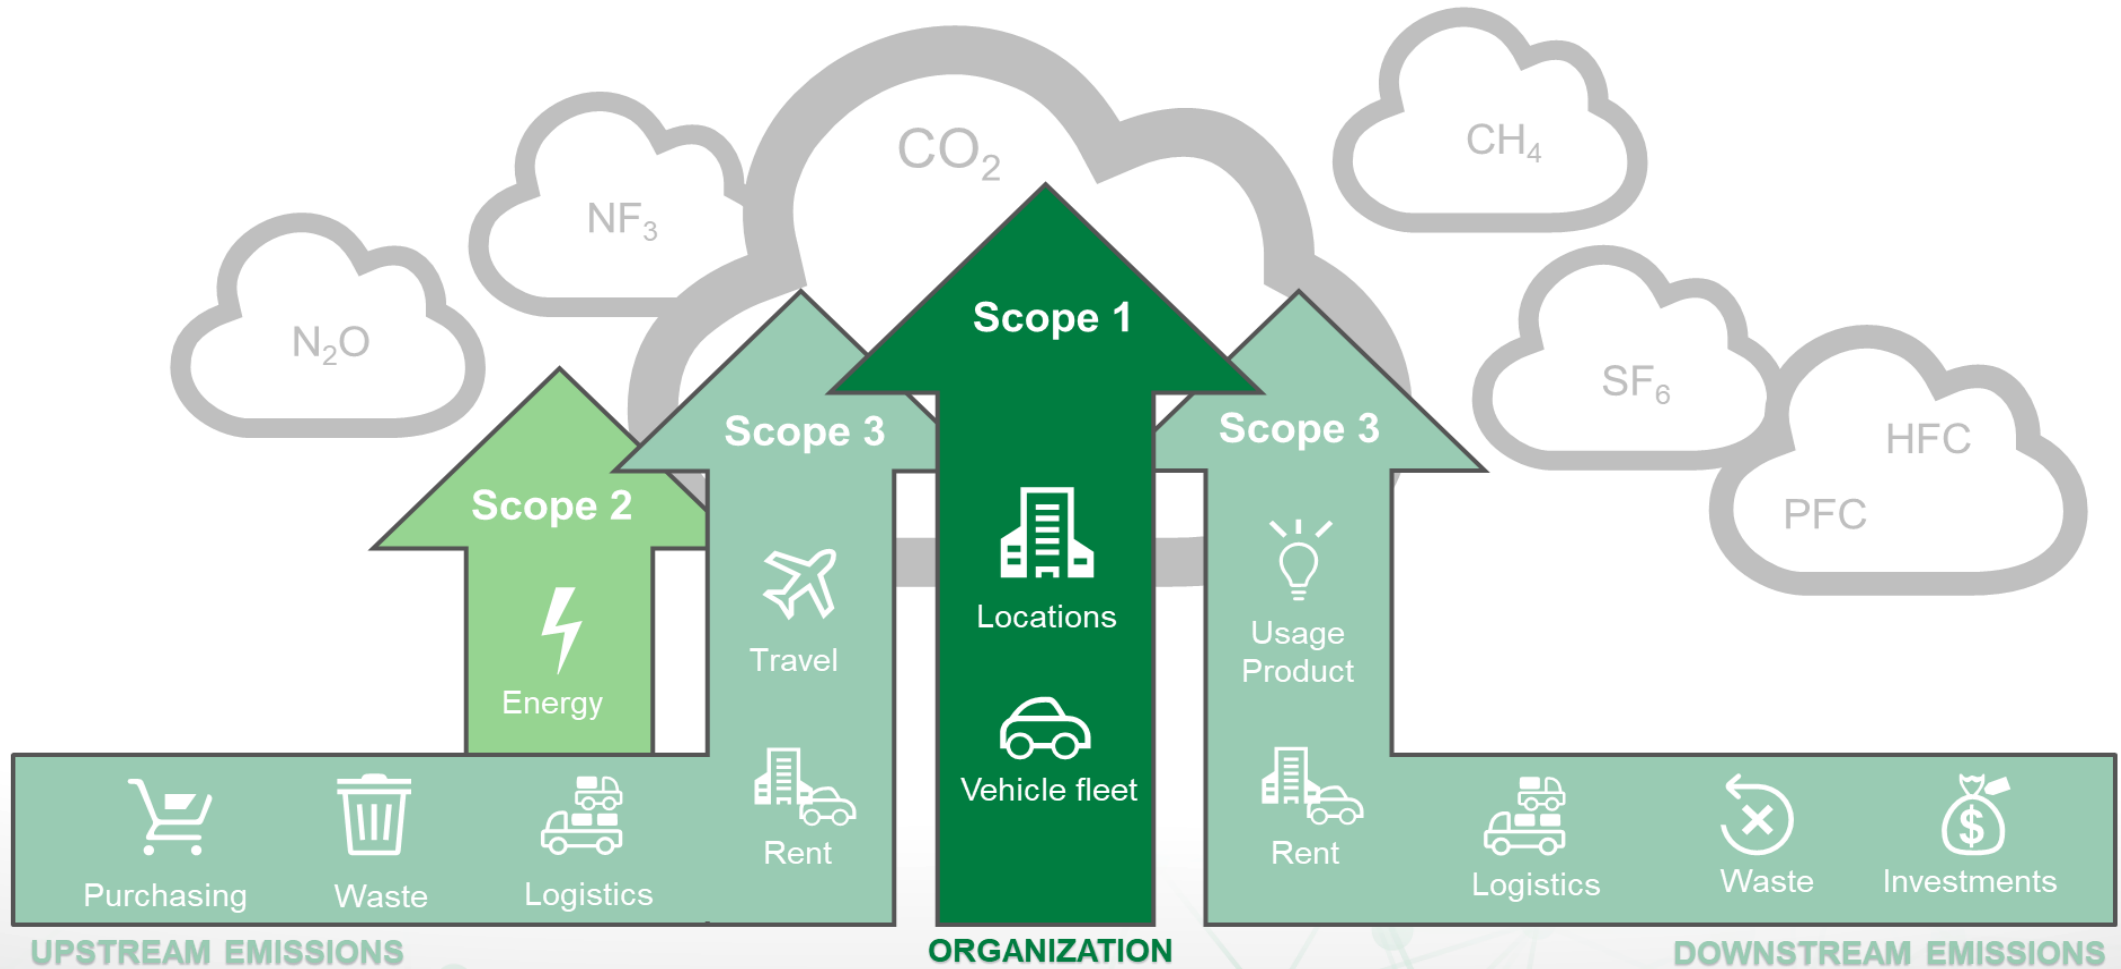 CO₂
CH₄
NF₃
N₂O
SF₆
HFC
PFC
Scope 1
Scope 3
Scope 3
Scope 2
Locations
Usage
Product
Travel
Energy
Vehicle fleet
Rent
Rent
Purchasing
Waste
Logistics
Logistics
Waste
Investments
UPSTREAM EMISSIONS
ORGANIZATION
DOWNSTREAM EMISSIONS